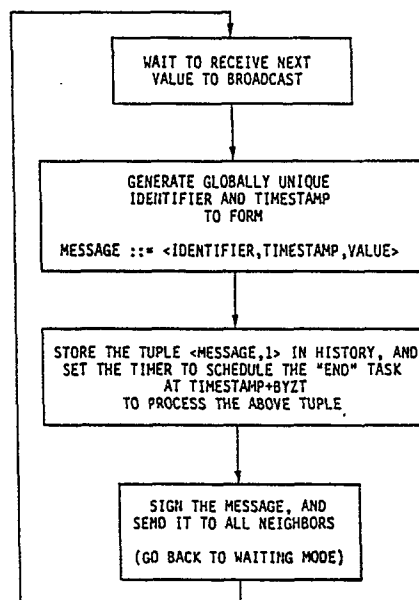 WAIT TO RECEIVE NEXT
VALUE TO BROADCAST
GENERATE GLOBALLY UNIQUE
IDENTIFIER AND TIMESTAMP
TO FORM
MESSAGE ::= <IDENTIFIER,TIMESTAMP,VALUE>
STORE THE TUPLE <MESSAGE,1> IN HISTORY, AND
SET THE TIMER TO SCHEDULE THE "END" TASK
AT TIMESTAMP+BYZT
TO PROCESS THE ABOVE TUPLE
SIGN THE MESSAGE, AND
SEND IT TO ALL NEIGHBORS
(GO BACK TO WAITING MODE)